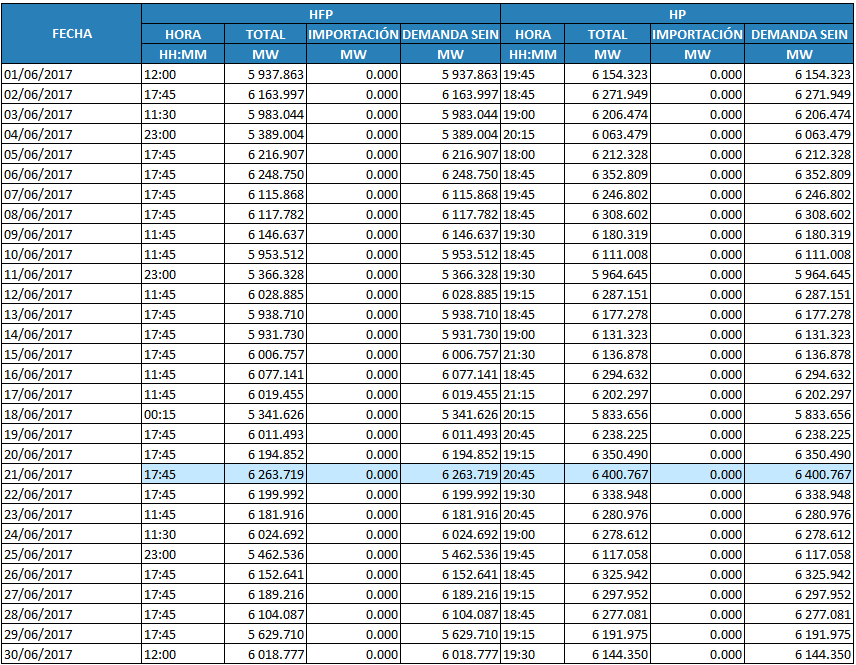 HFP HP
FECHA HORA TOTAL IMPORTACIÓN DEMANDA SEIN HORA TOTAL IMPORTACIÓN DEMANDA SEIN
HH:MM MW MW MW HH:MM MW MW MW
01/06/2017 12:00 5 937.863 0.000 5 937.863 19:45 6 154.323 0.000 6 154.323
02/06/2017 17:45 6 163.997 0.000 6 163.997 18:45 6 271.949 0.000 6 271.949
03/06/2017 11:30 5 983.044 0.000 5 983.044 19:00 6 206.474 0.000 6 206.474
04/06/2017 23:00 5 389.004 0.000 5 389.004 20:15 6 063.479 0.000 6 063.479
05/06/2017 17:45 6 216.907 0.000 6 216.907 18:00 6 212.328 0.000 6 212.328
06/06/2017 17:45 6 248.750 0.000 6 248.750 18:45 6 352.809 0.000 6 352.809
07/06/2017 17:45 6 115.868 0.000 6 115.868 19:45 6 246.802 0.000 6 246.802
08/06/2017 17:45 6 117.782 0.000 6 117.782 18:45 6 308.602 0.000 6 308.602
09/06/2017 11:45 6 146.637 0.000 6 146.637 19:30 6 180.319 0.000 6 180.319
10/06/2017 11:45 5 953.512 0.000 5 953.512 18:45 6 111.008 0.000 6 111.008
11/06/2017 23:00 5 366.328 0.000 5 366.328 19:30 5 964.645 0.000 5 964.645
12/06/2017 11:45 6 028.885 0.000 6 028.885 19:15 6 287.151 0.000 6 287.151
13/06/2017 17:45 5 938.710 0.000 5 938.710 18:45 6 177.278 0.000 6 177.278
14/06/2017 17:45 5 931.730 0.000 5 931.730 19:00 6 131.323 0.000 6 131.323
15/06/2017 17:45 6 006.757 0.000 6 006.757 21:30 6 136.878 0.000 6 136.878
16/06/2017 11:45 6 077.141 0.000 6 077.141 18:45 6 294.632 0.000 6 294.632
17/06/2017 11:45 6 019.455 0.000 6 019.455 21:15 6 202.297 0.000 6 202.297
18/06/2017 00:15 5 341.626 0.000 5 341.626 20:15 5 833.656 0.000 5 833.656
19/06/2017 17:45 6 011.493 0.000 6 011.493 20:45 6 238.225 0.000 6 238.225
20/06/2017 17:45 6 194.852 0.000 6 194.852 19:15 6 350.490 0.000 6 350.490
21/06/2017 17:45 6 263.719 0.000 6 263.719 20:45 6 400.767 0.000 6 400.767
22/06/2017 17:45 6 199.992 0.000 6 199.992 19:30 6 338.948 0.000 6 338.948
23/06/2017 11:45 6 181.916 0.000 6 181.916 20:45 6 280.976 0.000 6 280.976
24/06/2017 11:30 6 024.692 0.000 6 024.692 19:00 6 278.612 0.000 6 278.612
25/06/2017 23:00 5 462.536 0.000 5 462.536 19:45 6 117.058 0.000 6 117.058
26/06/2017 17:45 6 152.641 0.000 6 152.641 18:45 6 325.942 0.000 6 325.942
27/06/2017 17:45 6 189.216 0.000 6 189.216 19:15 6 297.952 0.000 6 297.952
28/06/2017 17:45 6 104.087 0.000 6 104.087 18:45 6 277.081 0.000 6 277.081
29/06/2017 17:45 5 629.710 0.000 5 629.710 19:15 6 191.975 0.000 6 191.975
30/06/2017 12:00 6 018.777 0.000 6 018.777 19:30 6 144.350 0.000 6 144.350